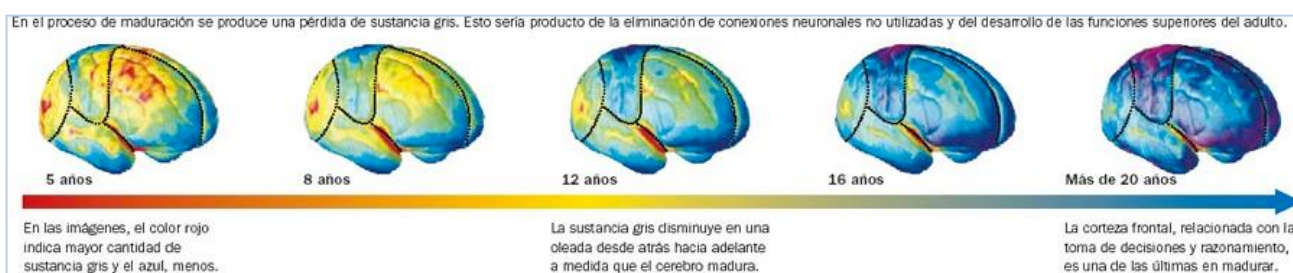 En el proceso de maduración se produce una pérdida de sustancia gris. Esto sería producto de la eliminación de conexiones neuronales no utilizadas y del desarrollo de las funciones superiores del adulto.
5 años
8 años
12 años
16 años
Más de 20 años
En las imágenes, el color rojo
indica mayor cantidad de
sustancia gris y el azul, menos.
La sustancia gris disminuye en una
oleada desde atrás hacia adelante
a medida que el cerebro madura.
La corteza frontal, relacionada con la
toma de decisiones y razonamiento,
es una de las últimas en madurar.